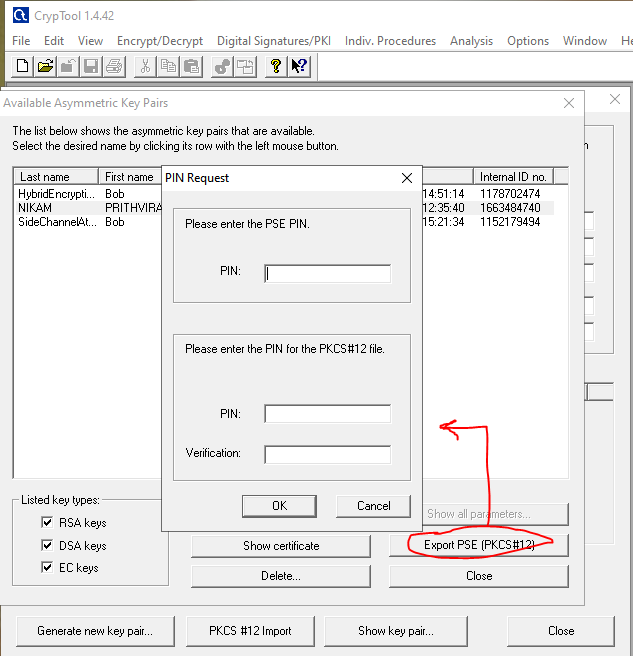 CrypTool 1.4.42
File Edit View Encrypt/Decrypt Digital Signatures/PKI Indiv. Procedures Analysis Options Window He
Available Asymmetric Key Pairs
The list below shows the asymmetric key pairs that are available.
Select the desired name by clicking its row with the left mouse button.
Last name First name Internal ID no.
HybridEncrypti... Bob 14:51:14 1178702474
NIKAM PRITHVIRA 12:35:40 1663484740
SideChannelAt... Bob 15:21:34 1152179494
PIN Request
Please enter the PSE PIN.
PIN:
Please enter the PIN for the PKCS#12 file.
PIN:
Verification:
OK Cancel
Listed key types:
RSA keys
DSA keys
EC keys
Show all parameters...
Show certificate Export PSE (PKCS#12)
Delete... Close
Generate new key pair... PKCS #12 Import Show key pair... Close